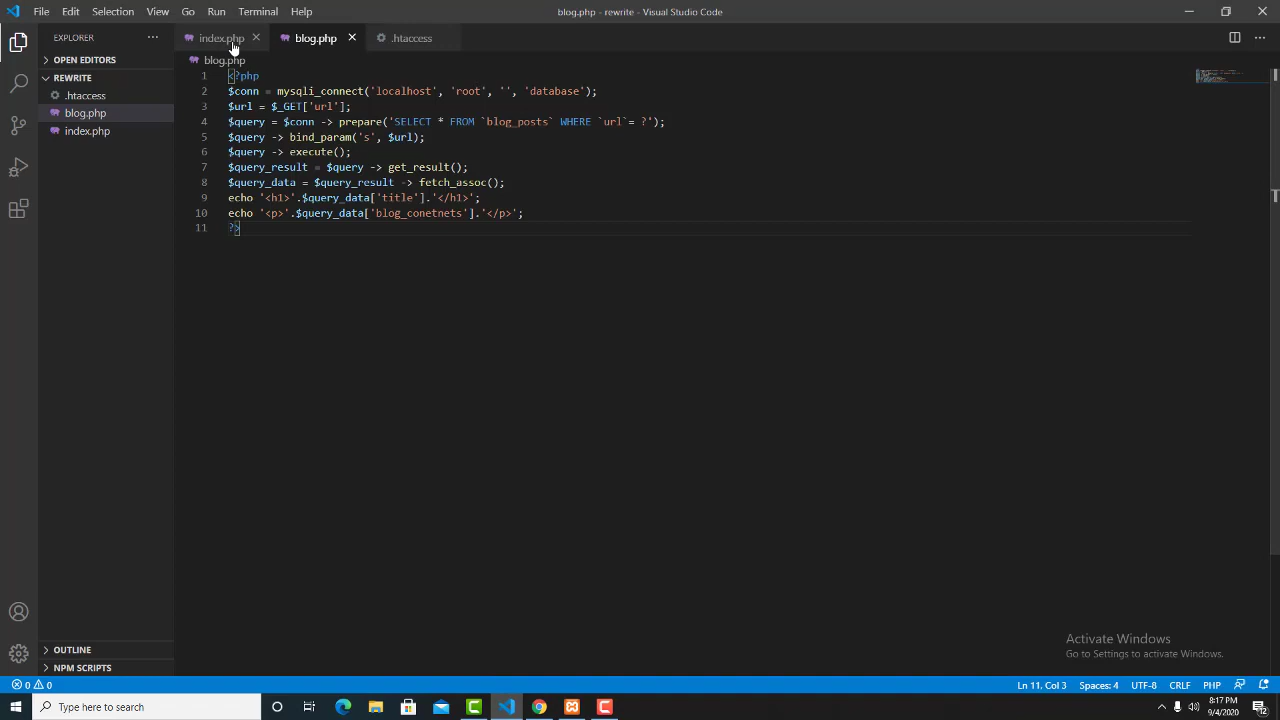 File Edit Selection View Go Run Terminal Help
blog.php - rewrite - Visual Studio Code
EXPLORER
index.php
blog.php
.htaccess
OPEN EDITORS
blog.php
REWRITE
.htaccess
blog.php
index.php
1 <?php
2 $conn = mysqli_connect('localhost', 'root', '', 'database');
3 $url = $_GET['url'];
4 $query = $conn -> prepare('SELECT * FROM `blog_posts` WHERE `url`= ?');
5 $query -> bind_param('s', $url);
6 $query -> execute();
7 $query_result = $query -> get_result();
8 $query_data = $query_result -> fetch_assoc();
9 echo '<h1>'.$query_data['title'].'</h1>';
10 echo '<p>'.$query_data['blog_conetnets'].'</p>';
11 ?>
OUTLINE
NPM SCRIPTS
Activate Windows
Go to Settings to activate Windows.
0 0
Ln 11, Col 3 Spaces: 4 UTF-8 CRLF PHP
Type here to search
8:17 PM
9/4/2020
12